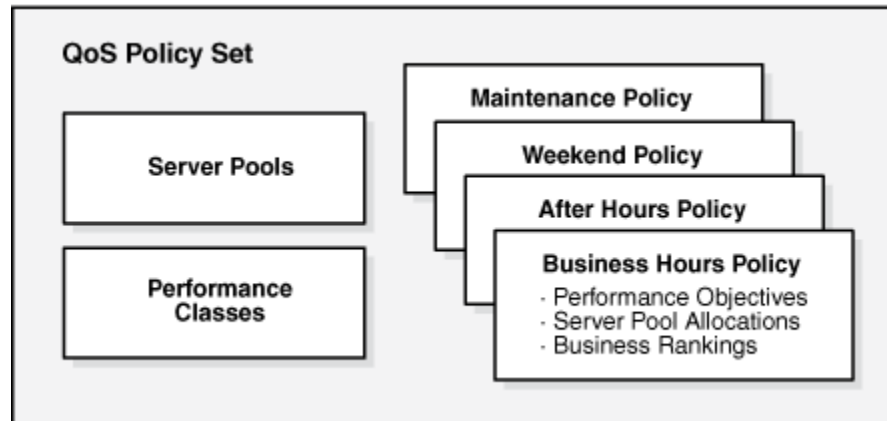 QoS Policy Set
Server Pools
Performance
Classes
Maintenance Policy
Weekend Policy
After Hours Policy
Business Hours Policy
· Performance Objectives
· Server Pool Allocations
· Business Rankings